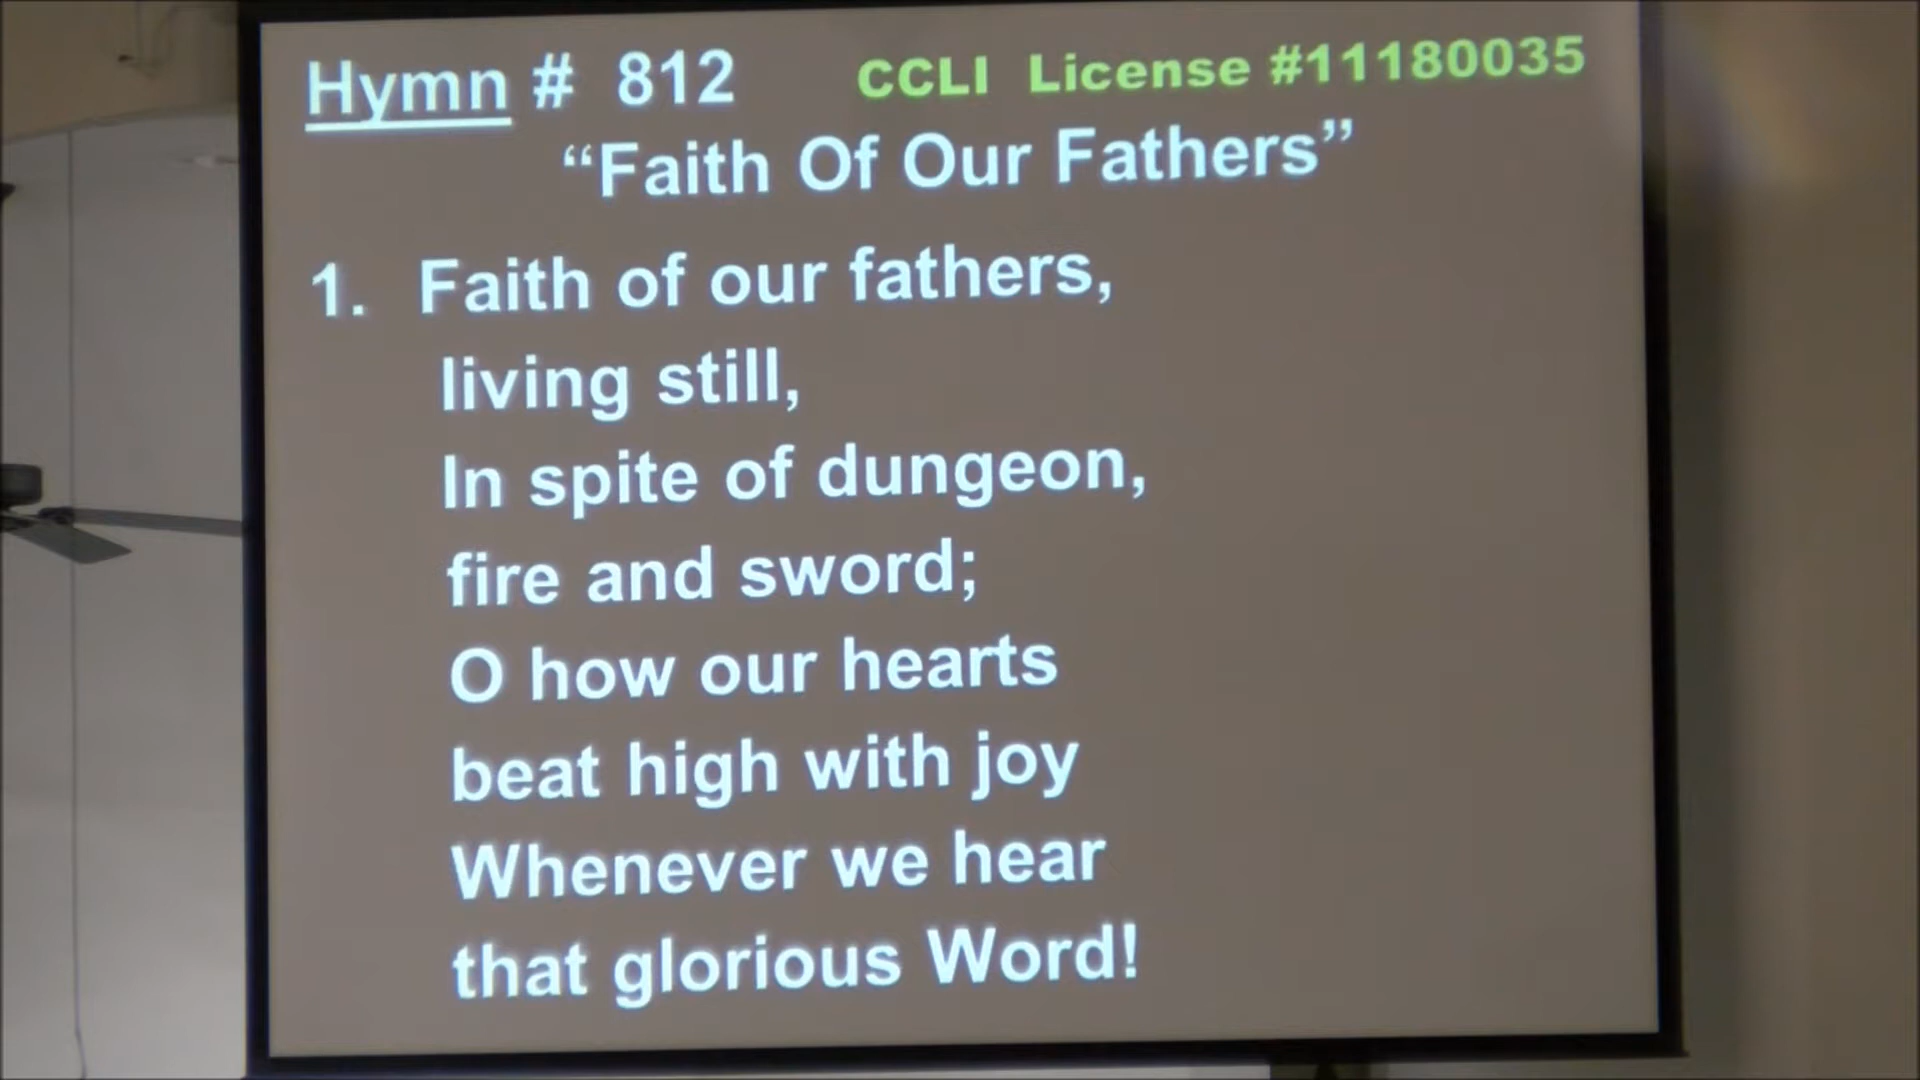 Hymn # 812 CCLI License #11180035
“Faith Of Our Fathers”
1. Faith of our fathers,
living still,
In spite of dungeon,
fire and sword;
O how our hearts
beat high with joy
Whenever we hear
that glorious Word!